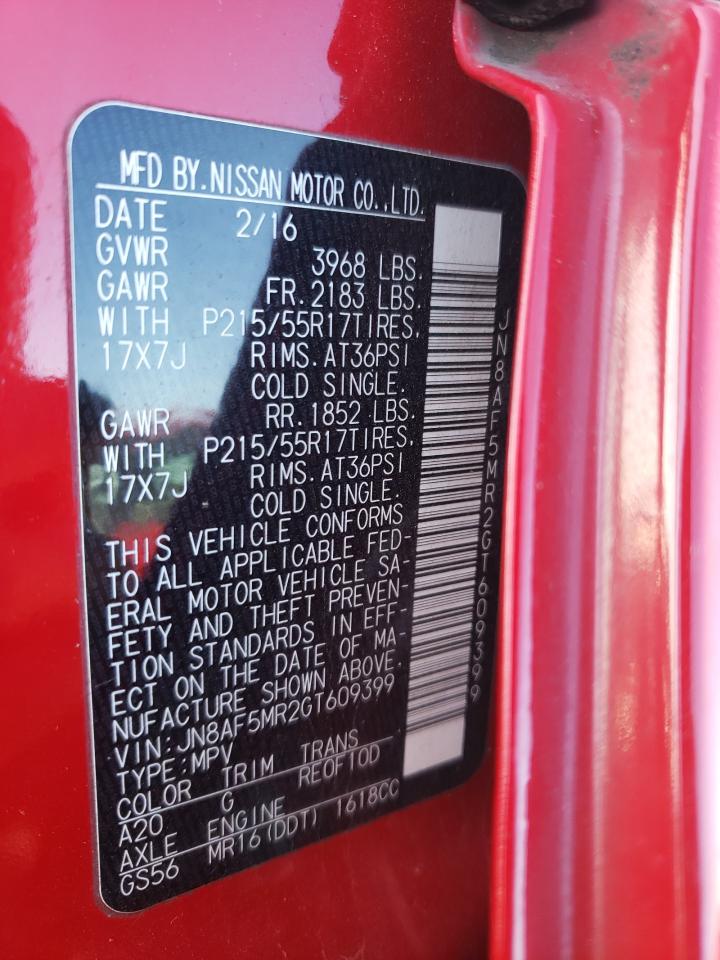 MFD BY.NISSAN MOTOR CO.,LTD.
DATE 2/16
GVWR 3968 LBS.
GAWR FR.2183 LBS.
WITH P215/55R17TIRES,
17X7J RIMS.AT36PSI
COLD SINGLE.
GAWR RR.1852 LBS.
WITH P215/55R17TIRES,
17X7J RIMS.AT36PSI
COLD SINGLE.
THIS VEHICLE CONFORMS
TO ALL APPLICABLE FED-
ERAL MOTOR VEHICLE SA-
FETY AND THEFT PREVEN-
TION STANDARDS IN EFF-
ECT ON THE DATE OF MA-
NUFACTURE SHOWN ABOVE.
VIN:JN8AF5MR2GT609399
TYPE:MPV
COLOR TRIM TRANS
A20 G RE0F10D
AXLE ENGINE
GS56 MR16(DDT) 1618CC
JN8AF5MR2GT609399